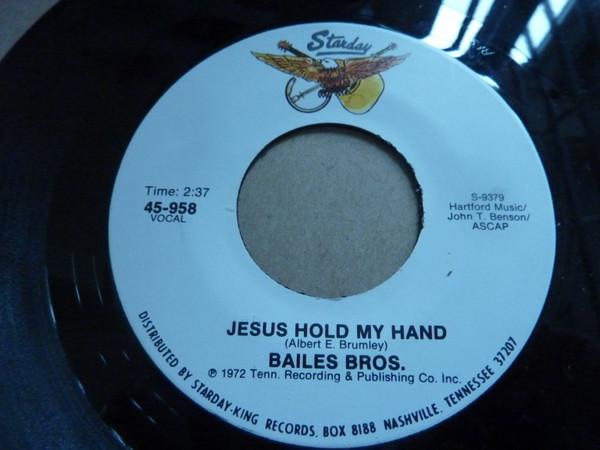 Starday
Time: 2:37
45-958
VOCAL
S-9379
Hartford Music/
John T. Benson/
ASCAP
JESUS HOLD MY HAND
(Albert E. Brumley)
BAILES BROS.
℗ 1972 Tenn. Recording & Publishing Co. Inc.
DISTRIBUTED BY STARDAY-KING RECORDS, BOX 8188 NASHVILLE, TENNESSEE 37207